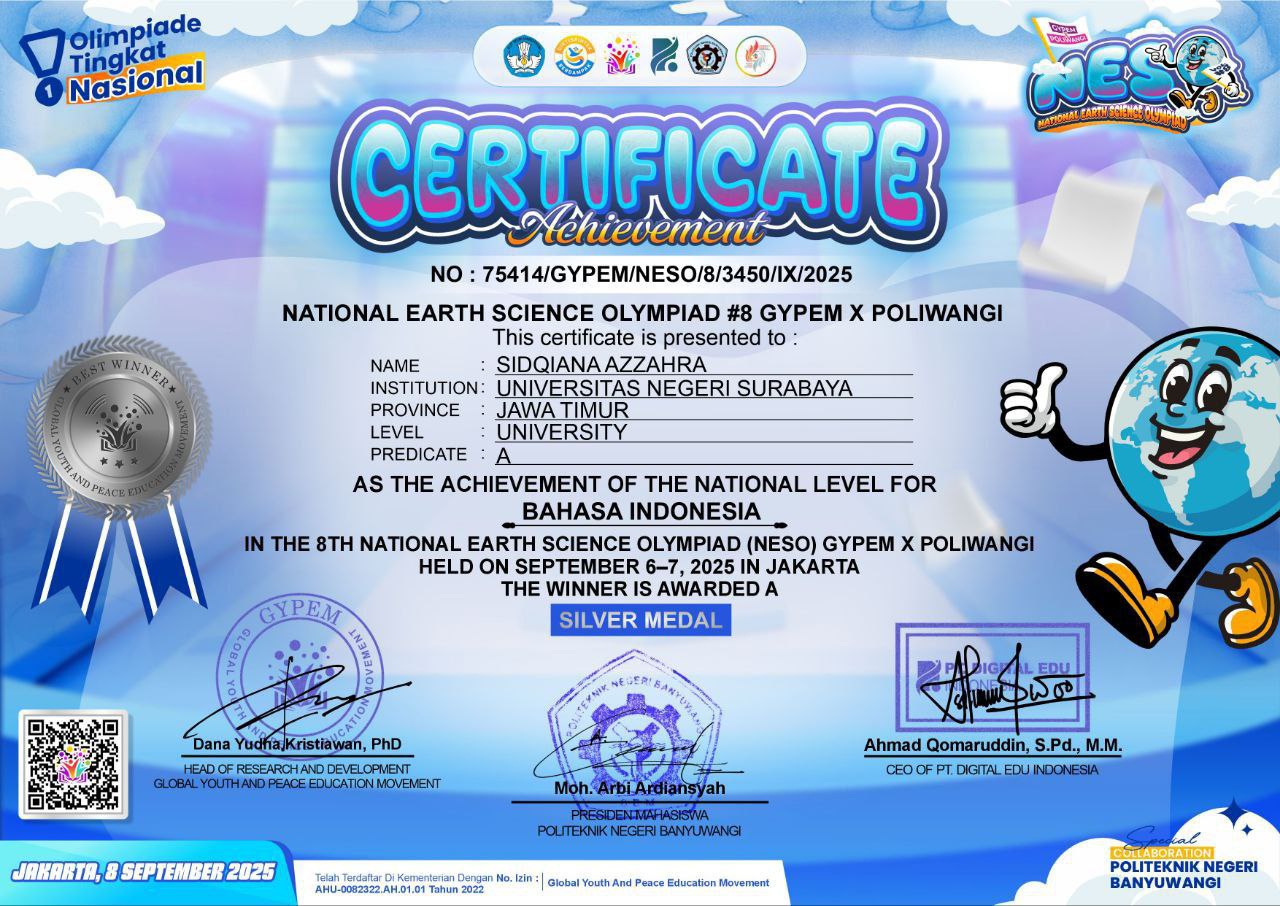 Olimpiade
Tingkat
1 Nasional
GYPEM
X
POLIWANGI
NESO
NATIONAL EARTH SCIENCE OLYMPIAD
CERTIFICATE
Achievement
NO : 75414/GYPEM/NESO/8/3450/IX/2025
NATIONAL EARTH SCIENCE OLYMPIAD #8 GYPEM X POLIWANGI
This certificate is presented to :
NAME : SIDQIANA AZZAHRA
INSTITUTION : UNIVERSITAS NEGERI SURABAYA
PROVINCE : JAWA TIMUR
LEVEL : UNIVERSITY
PREDICATE : A
BEST WINNER
GLOBAL YOUTH AND PEACE EDUCATION MOVEMENT
AS THE ACHIEVEMENT OF THE NATIONAL LEVEL FOR
BAHASA INDONESIA
IN THE 8TH NATIONAL EARTH SCIENCE OLYMPIAD (NESO) GYPEM X POLIWANGI
HELD ON SEPTEMBER 6–7, 2025 IN JAKARTA
THE WINNER IS AWARDED A
SILVER MEDAL
GYPEM
GLOBAL YOUTH AND PEACE EDUCATION MOVEMENT
Dana Yudha Kristiawan, PhD
HEAD OF RESEARCH AND DEVELOPMENT
GLOBAL YOUTH AND PEACE EDUCATION MOVEMENT
POLITEKNIK NEGERI BANYUWANGI
BEM
Moh. Arbi Ardiansyah
PRESIDEN MAHASISWA
POLITEKNIK NEGERI BANYUWANGI
PT. DIGITAL EDU
INDONESIA
Ahmad Qomaruddin, S.Pd., M.M.
CEO OF PT. DIGITAL EDU INDONESIA
JAKARTA, 8 SEPTEMBER 2025
Telah Terdaftar Di Kementerian Dengan No. Izin :
AHU-0082322.AH.01.01 Tahun 2022
Global Youth And Peace Education Movement
Special
COLLABORATION
POLITEKNIK NEGERI
BANYUWANGI